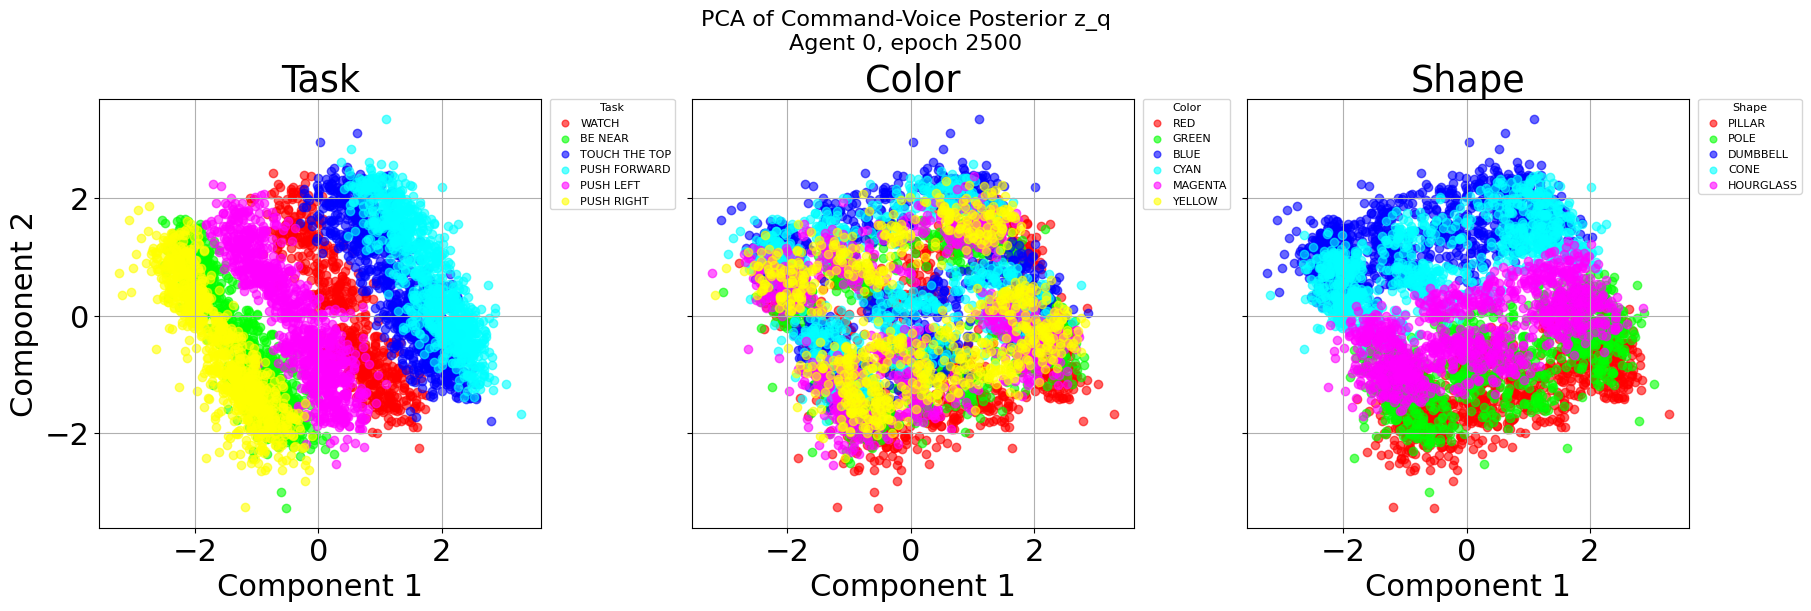 PCA of Command-Voice Posterior z_q
Agent 0, epoch 2500
Task
Component 2
2
0
−2
−2
0
2
Component 1
Task
WATCH
BE NEAR
TOUCH THE TOP
PUSH FORWARD
PUSH LEFT
PUSH RIGHT
Color
−2
0
2
Component 1
Color
RED
GREEN
BLUE
CYAN
MAGENTA
YELLOW
Shape
−2
0
2
Component 1
Shape
PILLAR
POLE
DUMBBELL
CONE
HOURGLASS